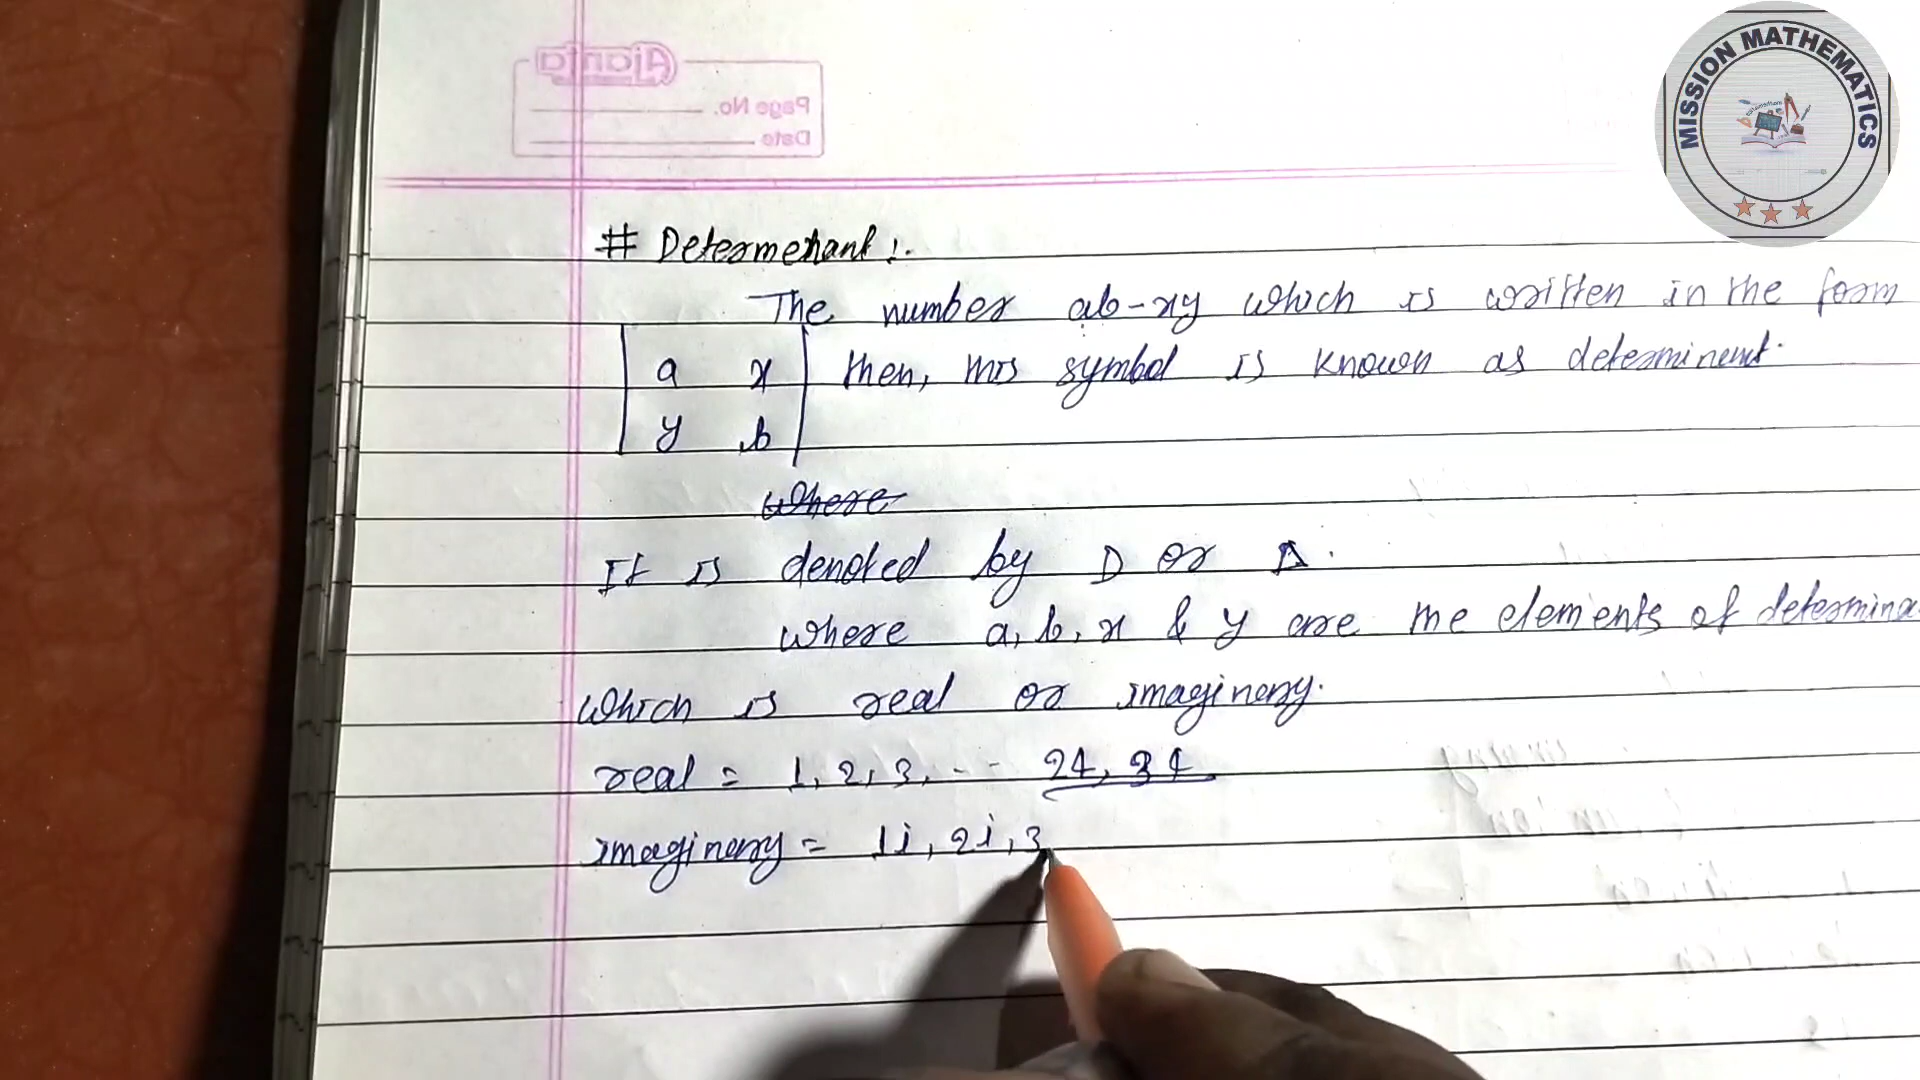 Ajanta
Page No.
Date
MISSION MATHEMATICS
# Determenant :-
The number ab-xy which is written in the form
a x then, this symbol is known as determinent.
y b
where
It is denoted by D or Δ.
where a, b, x & y are the elements of determina
which is real or imaginery.
real = 1, 2, 3, -- 24, 34
imaginery = 1i, 2i, 3